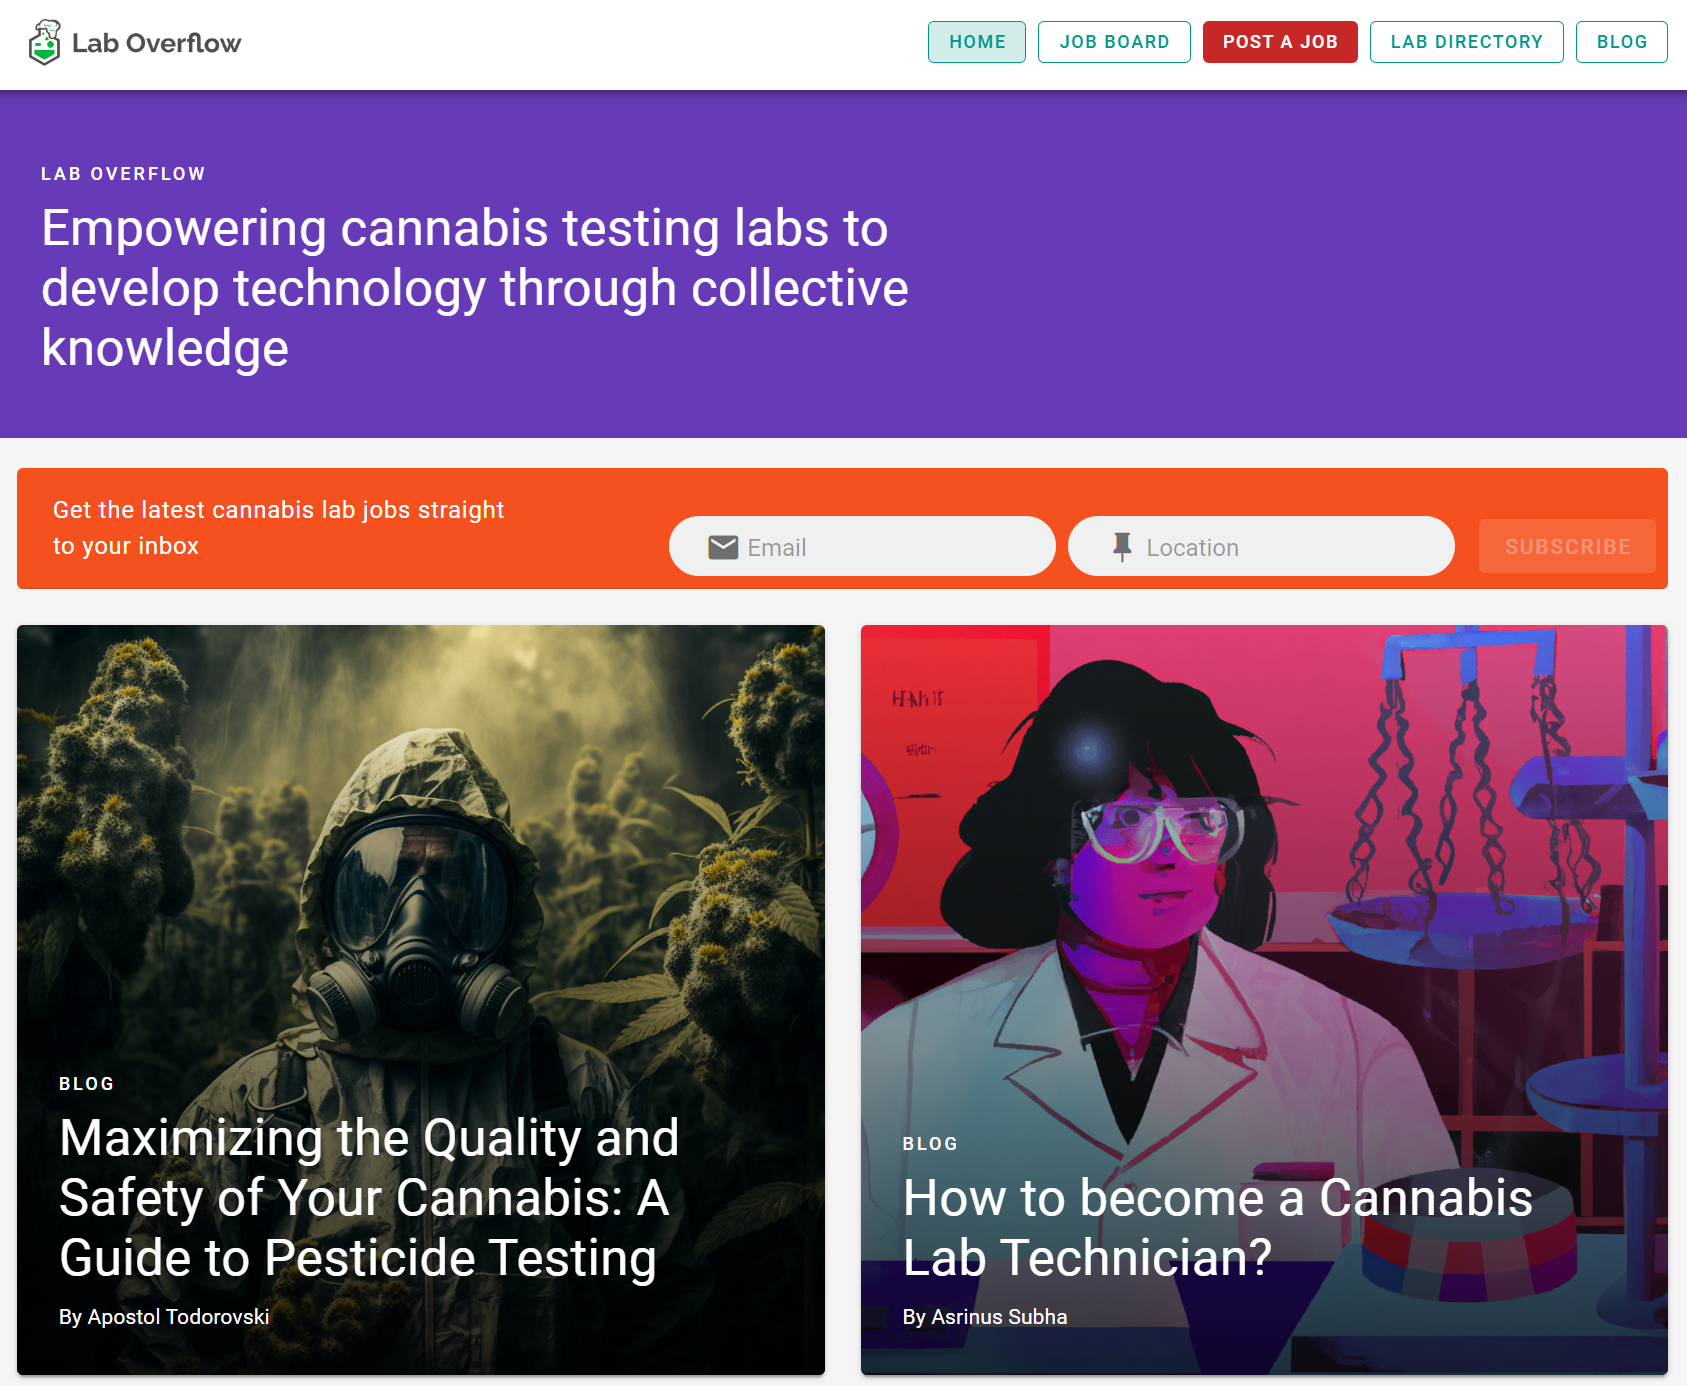 Lab Overflow
HOME
JOB BOARD
POST A JOB
LAB DIRECTORY
BLOG
LAB OVERFLOW
Empowering cannabis testing labs to
develop technology through collective
knowledge
Get the latest cannabis lab jobs straight
to your inbox
Email
Location
SUBSCRIBE
BLOG
Maximizing the Quality and
Safety of Your Cannabis: A
Guide to Pesticide Testing
By Apostol Todorovski
BLOG
How to become a Cannabis
Lab Technician?
By Asrinus Subha